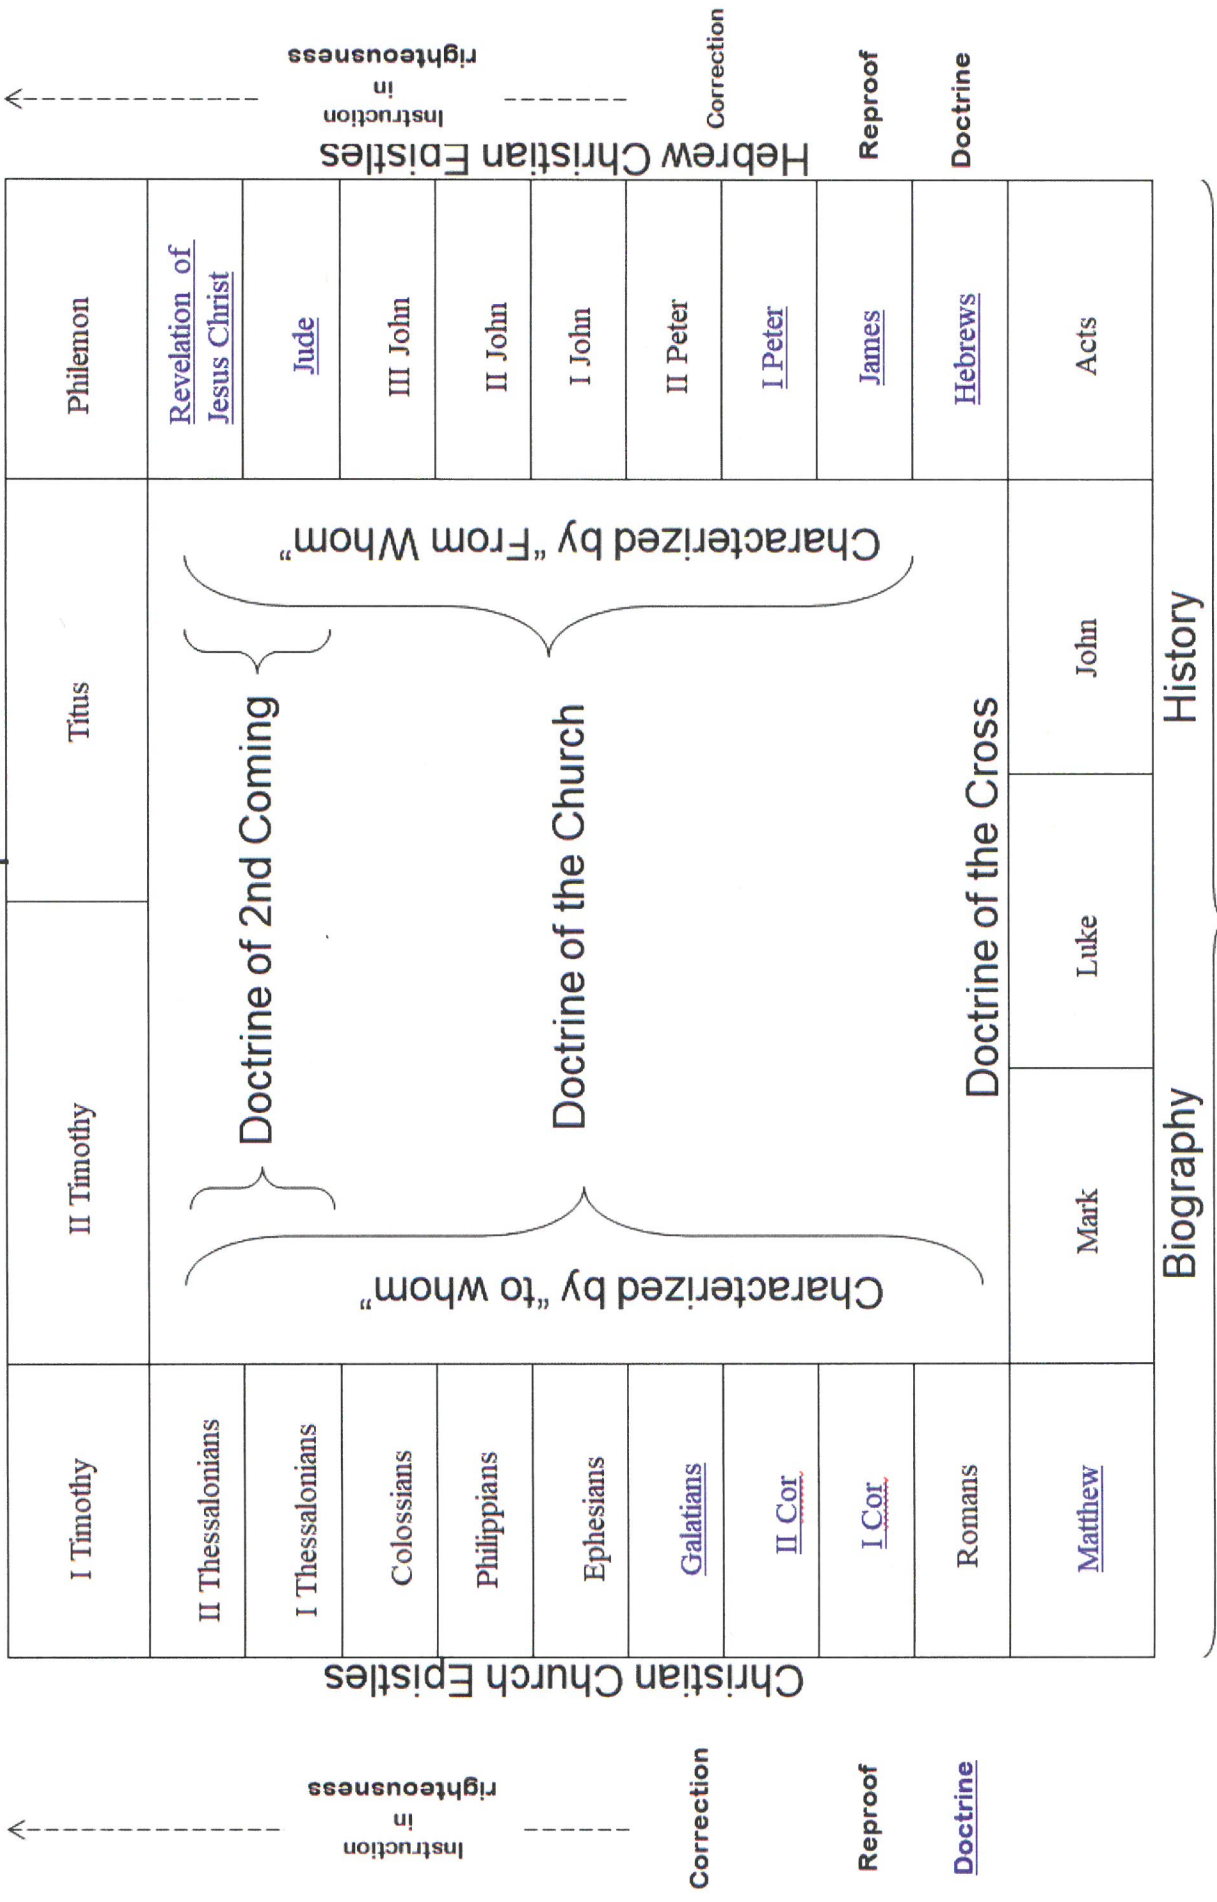 I Timothy
II Timothy
Titus
Philemon
II Thessalonians
I Thessalonians
Colossians
Philippians
Ephesians
Galatians
II Cor
I Cor
Romans
Revelation of
Jesus Christ
Jude
III John
II John
I John
II Peter
I Peter
James
Hebrews
Matthew
Mark
Luke
John
Acts
Christian Church Epistles
Hebrew Christian Epistles
Characterized by “to whom”
Characterized by “From Whom”
Doctrine of 2nd Coming
Doctrine of the Church
Doctrine of the Cross
Instruction
in
righteousness
Correction
Reproof
Doctrine
Instruction
in
righteousness
Correction
Reproof
Doctrine
Biography
History